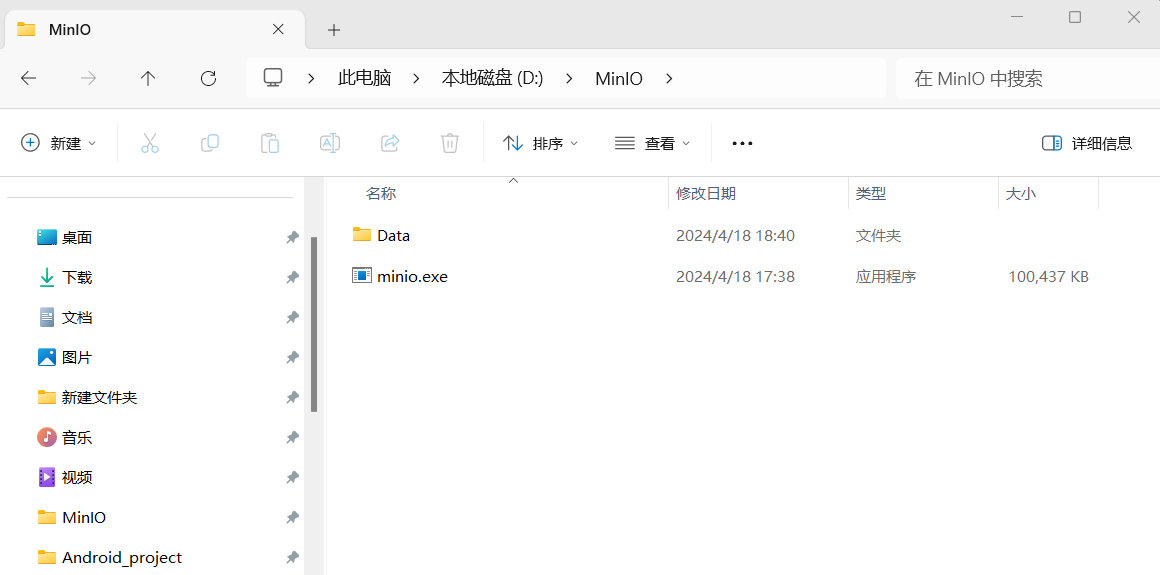 MinIO
此电脑 本地磁盘 (D:) MinIO
在 MinIO 中搜索
新建 排序 查看 详细信息
名称 修改日期 类型 大小
Data 2024/4/18 18:40 文件夹
minio.exe 2024/4/18 17:38 应用程序 100,437 KB
桌面
下载
文档
图片
新建文件夹
音乐
视频
MinIO
Android_project